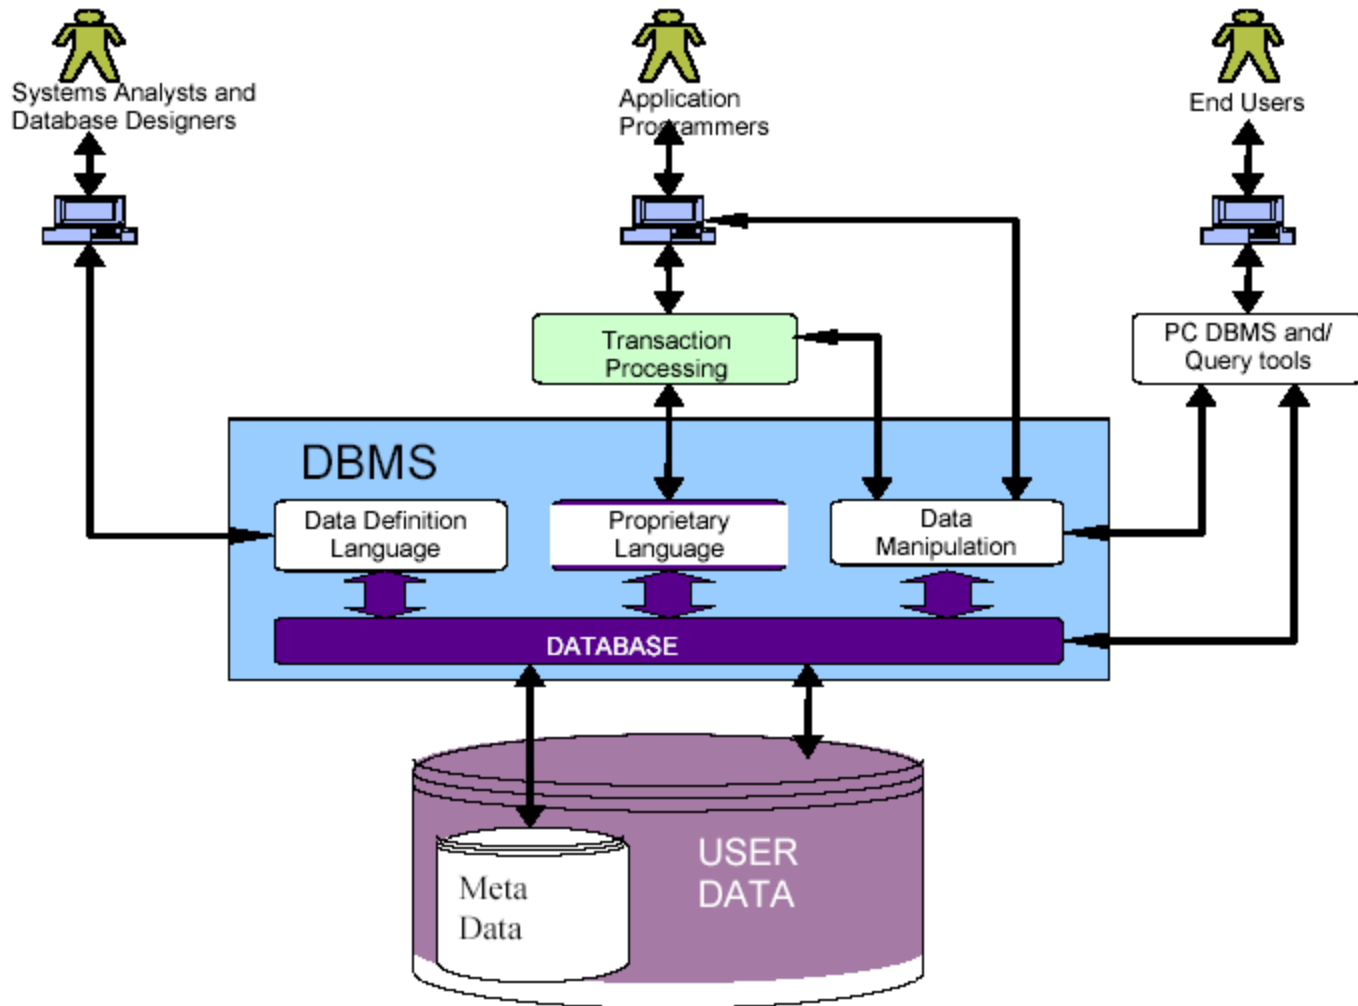 Systems Analysts and
Database Designers
Application
Programmers
End Users
Transaction
Processing
PC DBMS and/
Query tools
DBMS
Data Definition
Language
Proprietary
Language
Data
Manipulation
DATABASE
USER
DATA
Meta
Data